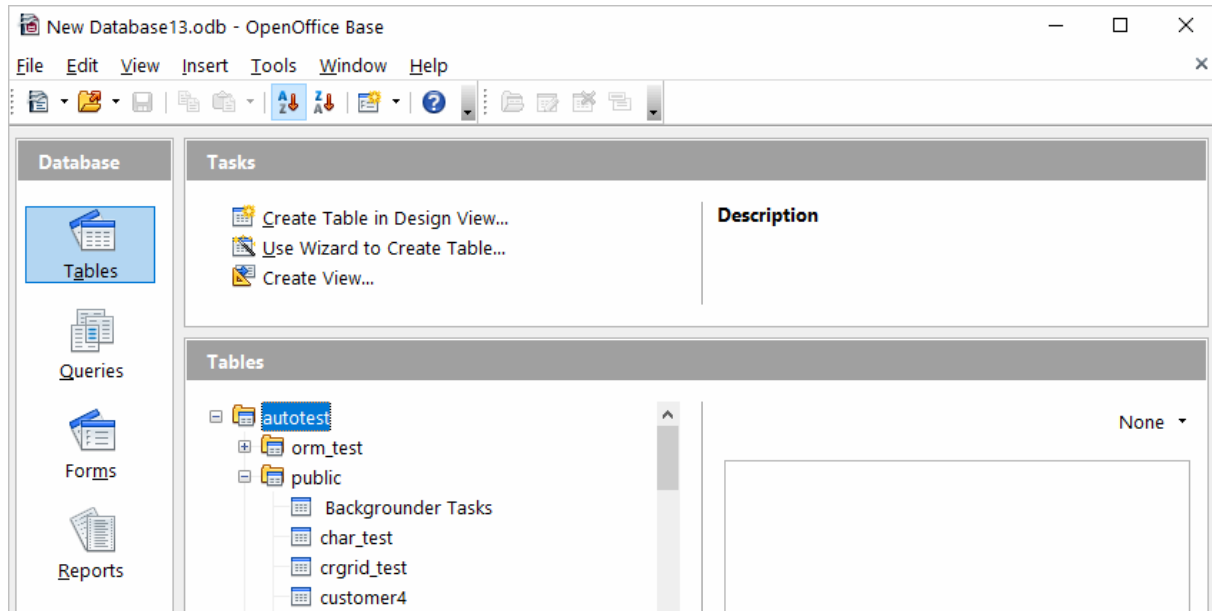 New Database13.odb - OpenOffice Base
File Edit View Insert Tools Window Help
Database
Tables
Queries
Forms
Reports
Tasks
Create Table in Design View...
Use Wizard to Create Table...
Create View...
Description
Tables
autotest
orm_test
public
Backgrounder Tasks
char_test
crgrid_test
customer4
None